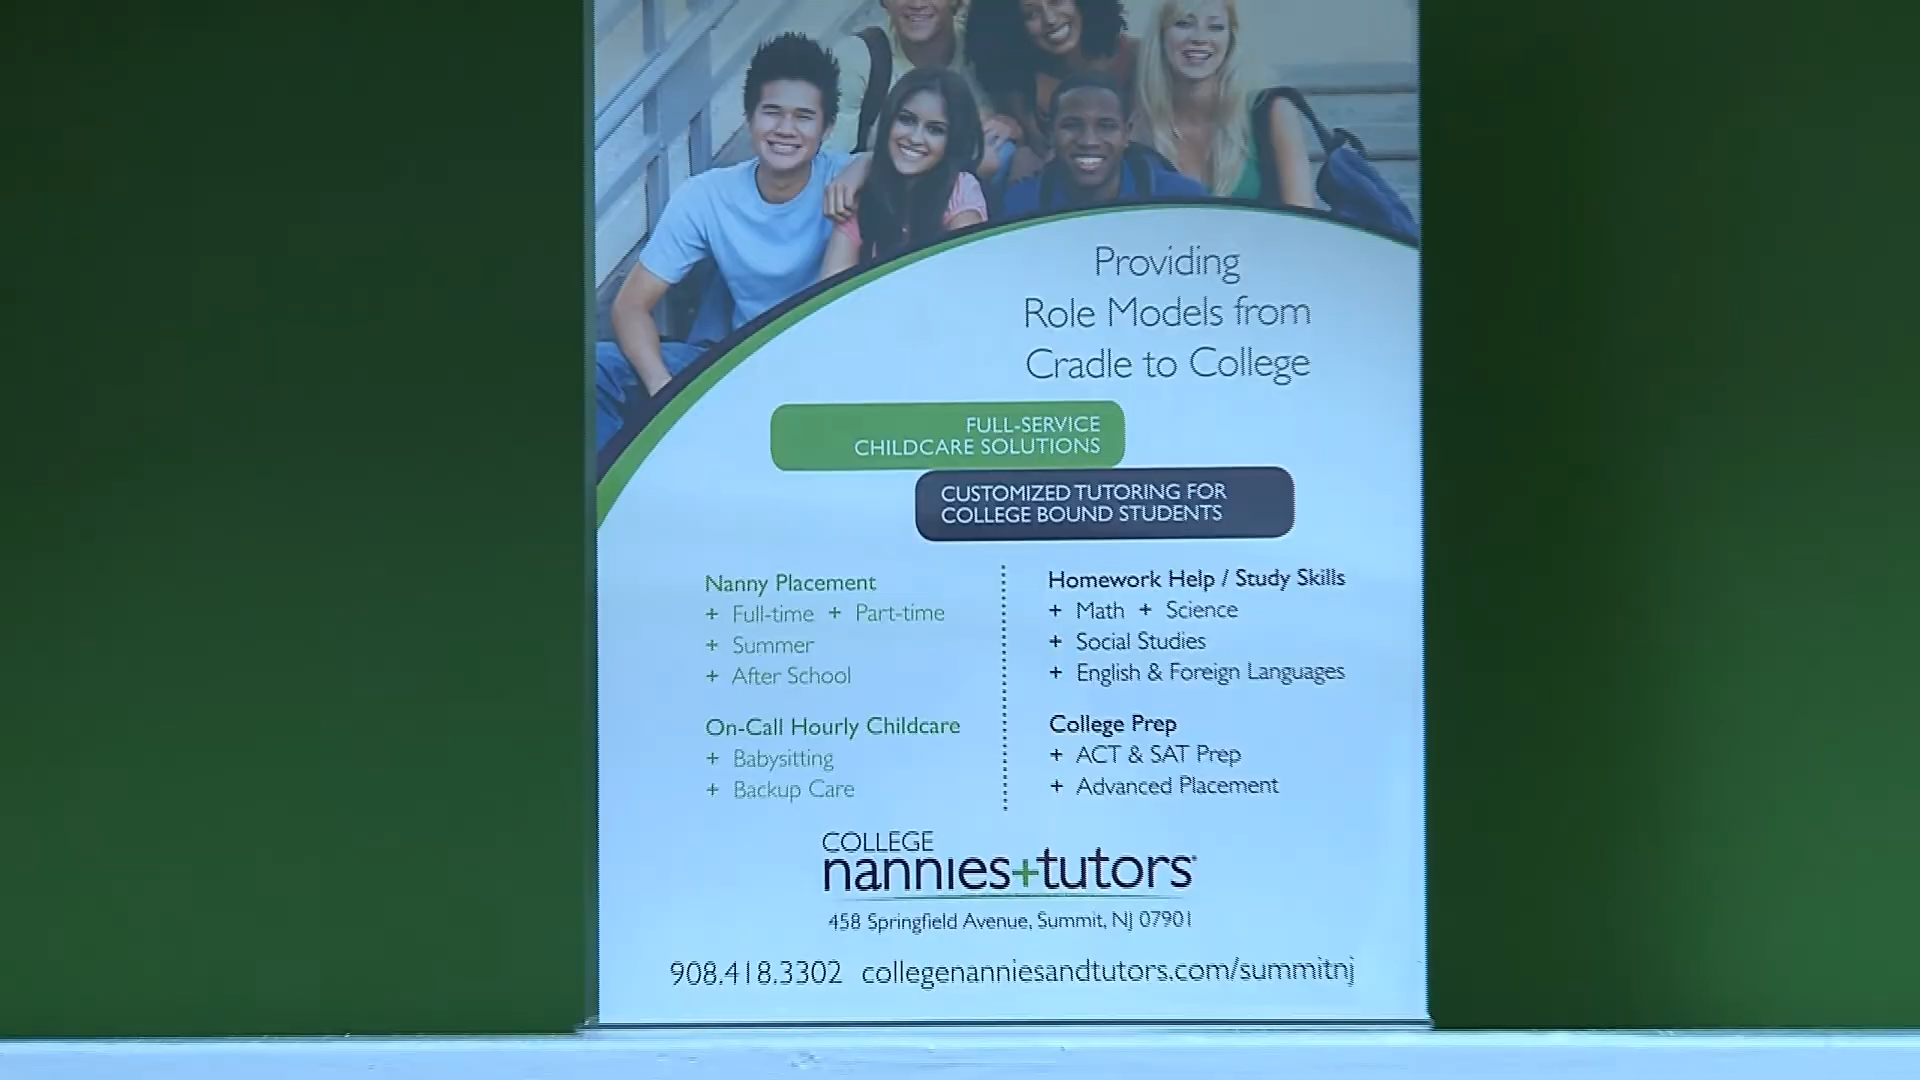 Providing
Role Models from
Cradle to College
FULL-SERVICE
CHILDCARE SOLUTIONS
CUSTOMIZED TUTORING FOR
COLLEGE BOUND STUDENTS
Nanny Placement
+ Full-time + Part-time
+ Summer
+ After School
On-Call Hourly Childcare
+ Babysitting
+ Backup Care
Homework Help / Study Skills
+ Math + Science
+ Social Studies
+ English & Foreign Languages
College Prep
+ ACT & SAT Prep
+ Advanced Placement
COLLEGE
nannies+tutors
458 Springfield Avenue, Summit, NJ 07901
908.418.3302 collegenanniesandtutors.com/summitnj